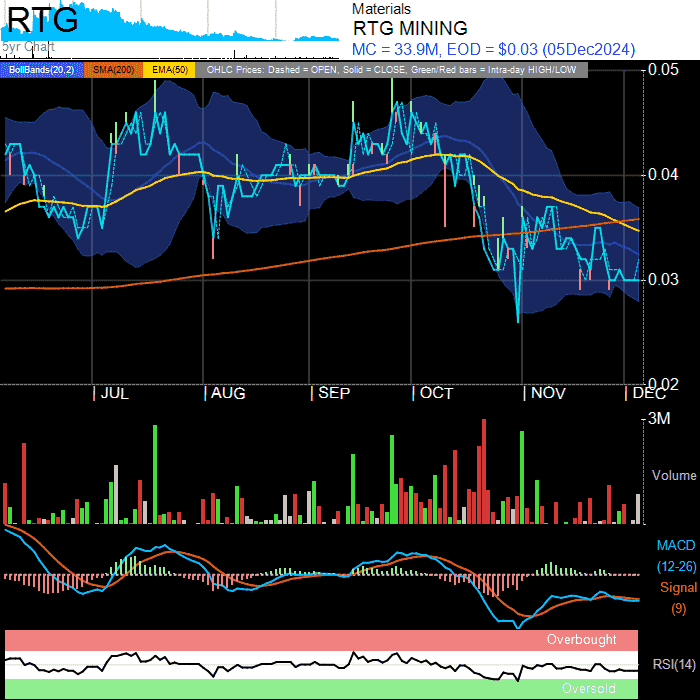 RTG
5yr Chart
Materials
RTG MINING
MC = 33.9M, EOD = $0.03 (05Dec2024)
BollBands(20,2) SMA(200) EMA(50) OHLC Prices: Dashed = OPEN, Solid = CLOSE, Green/Red bars = Intra-day HIGH/LOW
0.05
0.04
0.03
0.02
JUL AUG SEP OCT NOV DEC
3M
Volume
MACD
(12-26)
Signal
(9)
Overbought
RSI(14)
Oversold